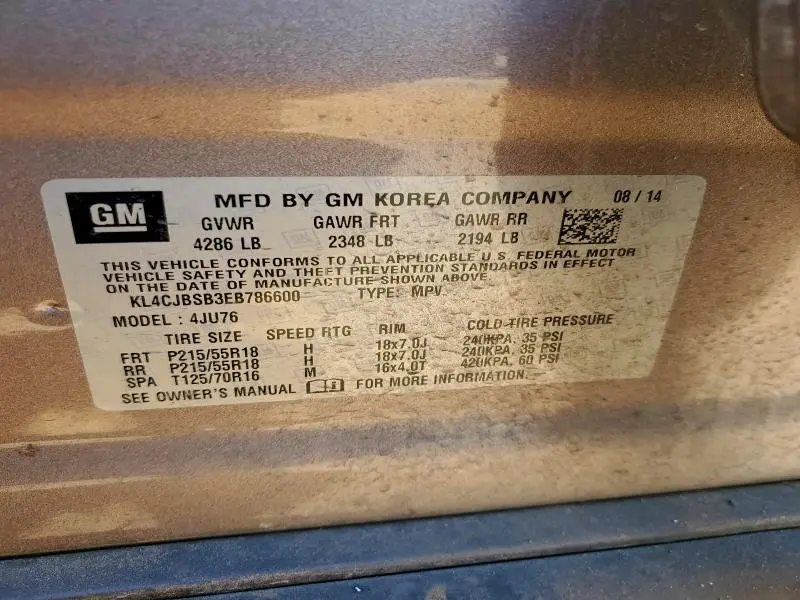 GM
MFD BY GM KOREA COMPANY 08 / 14
GVWR GAWR FRT GAWR RR
4286 LB 2348 LB 2194 LB
THIS VEHICLE CONFORMS TO ALL APPLICABLE U.S. FEDERAL MOTOR
VEHICLE SAFETY AND THEFT PREVENTION STANDARDS IN EFFECT
ON THE DATE OF MANUFACTURE SHOWN ABOVE.
KL4CJBSB3EB786600 TYPE: MPV
MODEL : 4JU76
TIRE SIZE SPEED RTG RIM COLD TIRE PRESSURE
FRT P215/55R18 H 18x7.0J 240KPA, 35 PSI
RR P215/55R18 H 18x7.0J 240KPA, 35 PSI
SPA T125/70R16 M 16x4.0T 420KPA, 60 PSI
SEE OWNER'S MANUAL FOR MORE INFORMATION.